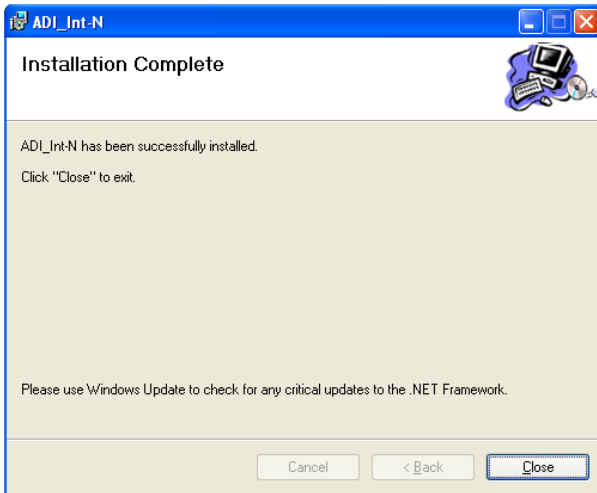 ADI_Int-N
Installation Complete
ADI_Int-N has been successfully installed.
Click "Close" to exit.
Please use Windows Update to check for any critical updates to the .NET Framework.
Cancel
< Back
Close